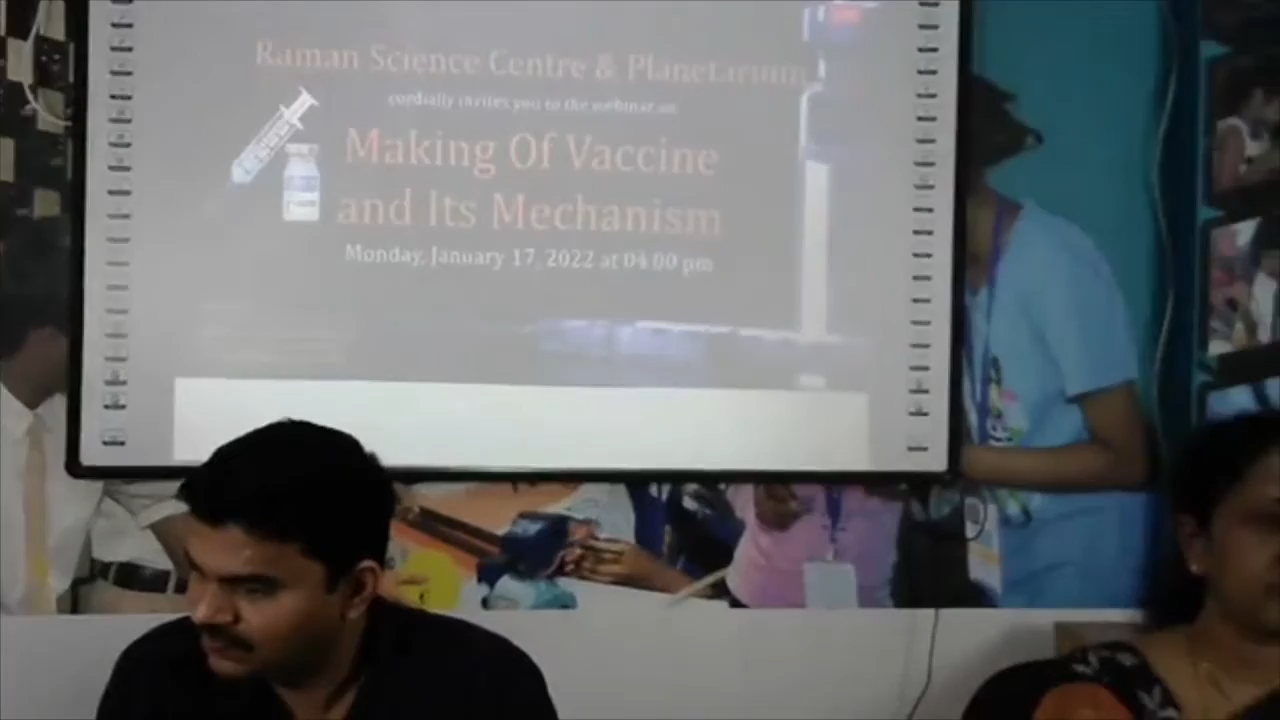 Raman Science Centre & Planetarium
cordially invites you to the webinar on
Making Of Vaccine
and Its Mechanism
Monday, January 17, 2022 at 04:00 pm